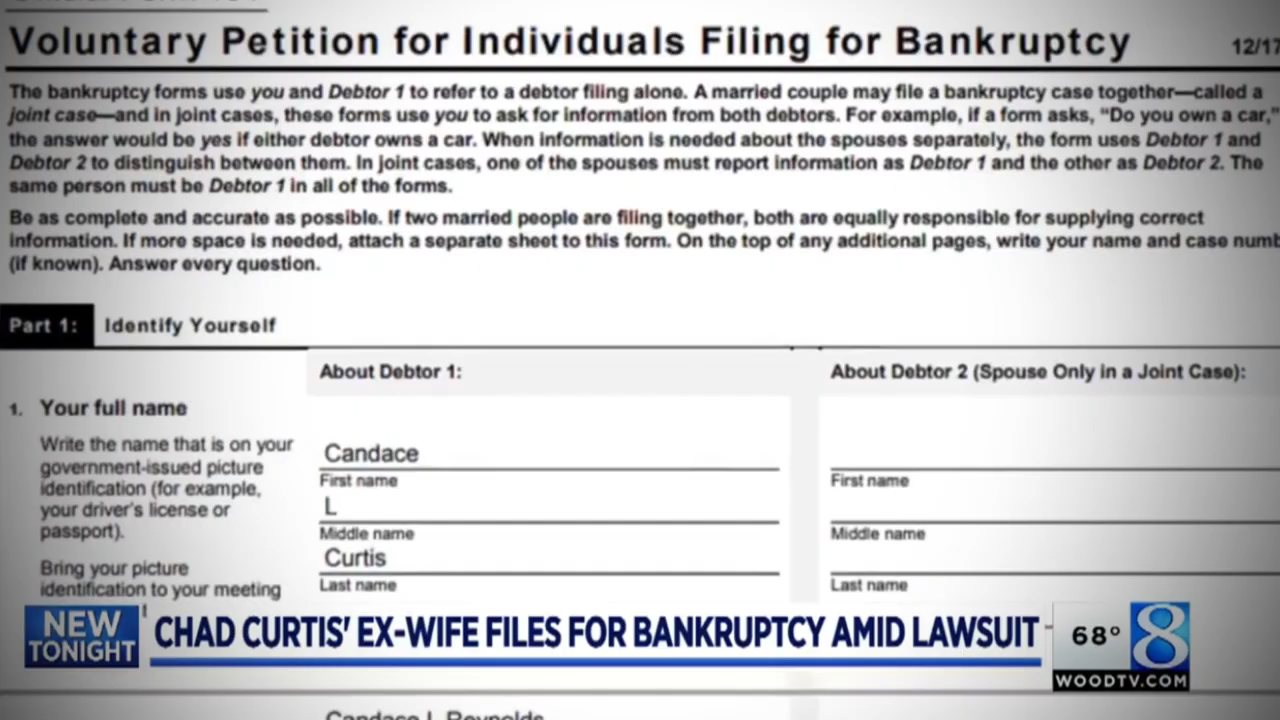 Voluntary Petition for Individuals Filing for Bankruptcy 12/17
The bankruptcy forms use you and Debtor 1 to refer to a debtor filing alone. A married couple may file a bankruptcy case together—called a
joint case—and in joint cases, these forms use you to ask for information from both debtors. For example, if a form asks, “Do you own a car,”
the answer would be yes if either debtor owns a car. When information is needed about the spouses separately, the form uses Debtor 1 and
Debtor 2 to distinguish between them. In joint cases, one of the spouses must report information as Debtor 1 and the other as Debtor 2. The
same person must be Debtor 1 in all of the forms.
Be as complete and accurate as possible. If two married people are filing together, both are equally responsible for supplying correct
information. If more space is needed, attach a separate sheet to this form. On the top of any additional pages, write your name and case numb
(if known). Answer every question.
Part 1: Identify Yourself
About Debtor 1: About Debtor 2 (Spouse Only in a Joint Case):
1. Your full name
Write the name that is on your
government-issued picture
identification (for example,
your driver's license or
passport).
Bring your picture
identification to your meeting
Candace
First name
L
Middle name
Curtis
Last name
First name
Middle name
Last name
NEW
TONIGHT
CHAD CURTIS' EX-WIFE FILES FOR BANKRUPTCY AMID LAWSUIT
68°
8
WOODTV.COM
Candace L Reynolds